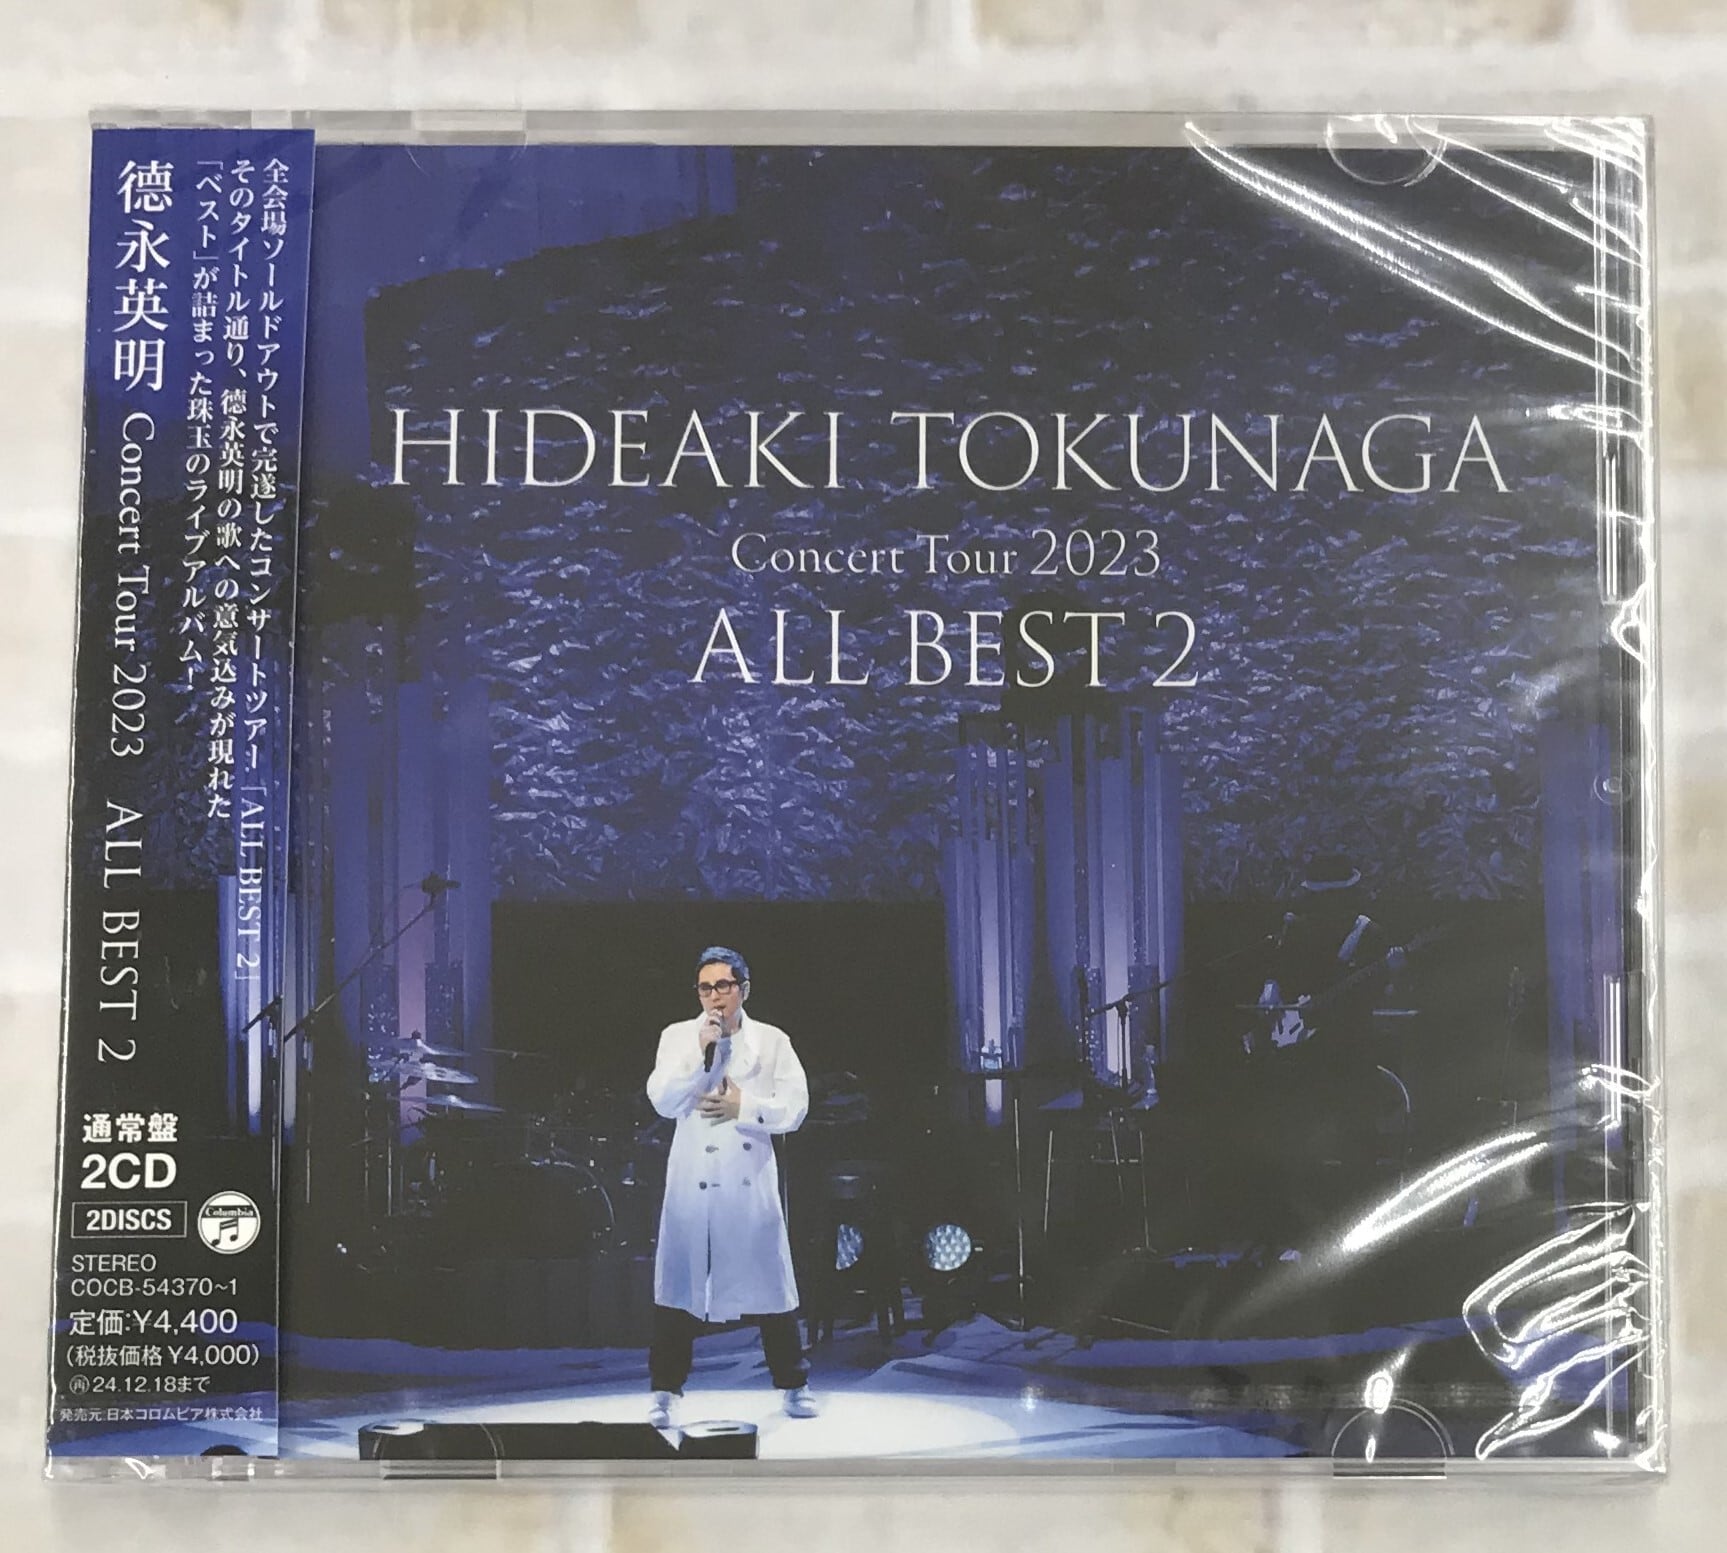 全会場ソールドアウトで完遂したコンサートツアー「ALL BEST 2」
そのタイトル通り、德永英明の歌への意気込みが現れた
「ベスト」が詰まった珠玉のライブアルバム!
德永英明 Concert Tour 2023 ALL BEST 2
通常盤
2CD
2DISCS
Columbia
STEREO
COCB-54370~1
定価:¥4,400
(税抜価格 ¥4,000)
㊢24.12.18まで
発売元:日本コロムビア株式会社
HIDEAKI TOKUNAGA
Concert Tour 2023
ALL BEST 2